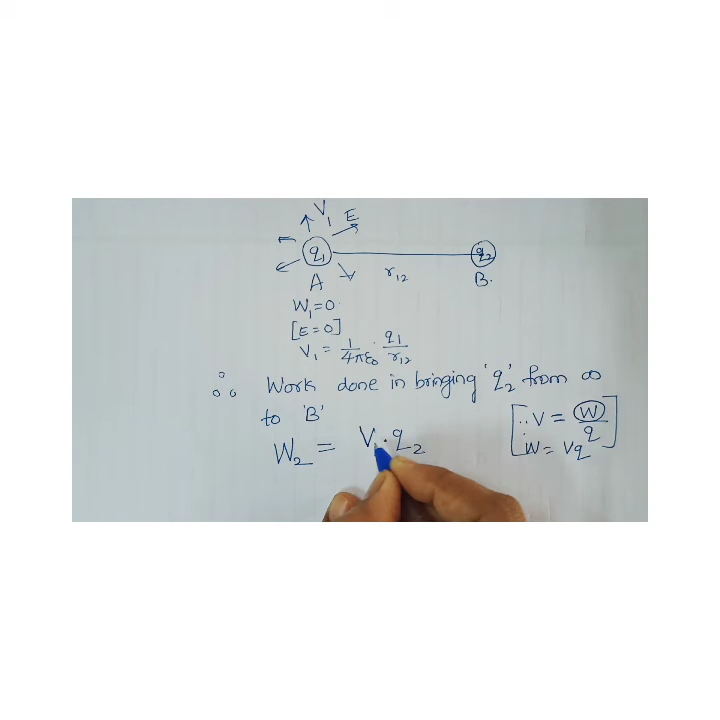 V₁ E
q₁ q₂
A r₁₂ B.
W₁=0.
[E=0]
V₁ = 1/4πε₀ · q₁/r₁₂
∴ Work done in bringing 'q₂' from ∞
to 'B'
[∵ V = W/q
W₂ = V₁·q₂
W = Vq]